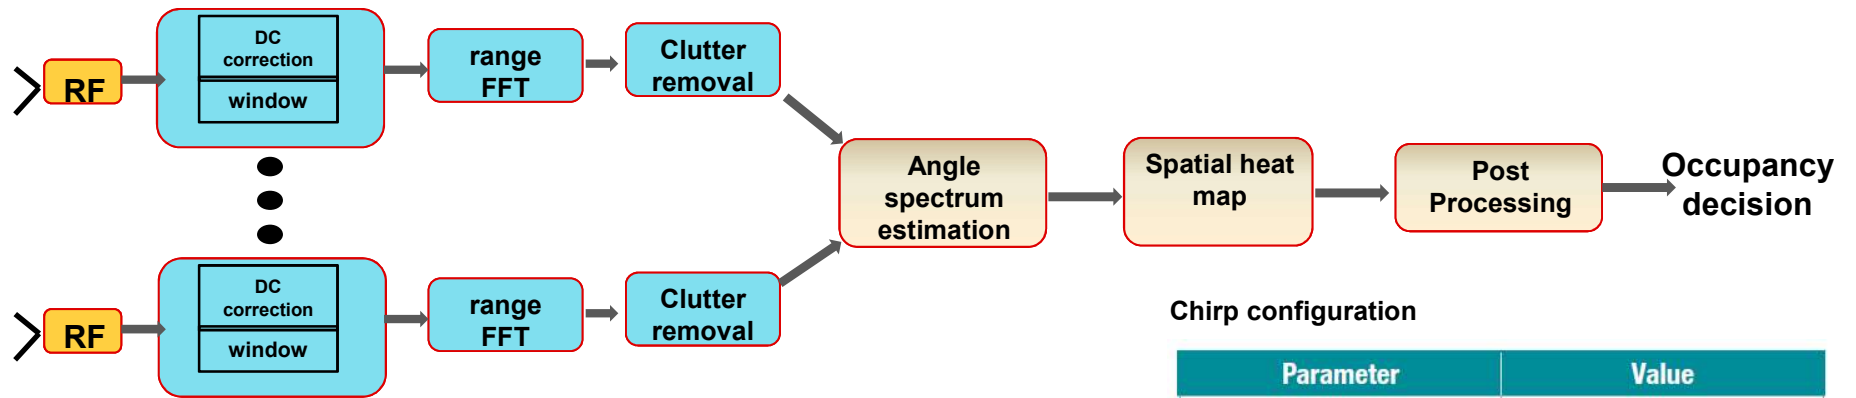 RF
DC
correction
window
range
FFT
Clutter
removal
Angle
spectrum
estimation
Spatial heat
map
Post
Processing
Occupancy
decision
RF
DC
correction
window
range
FFT
Clutter
removal
Chirp configuration
Parameter
Value